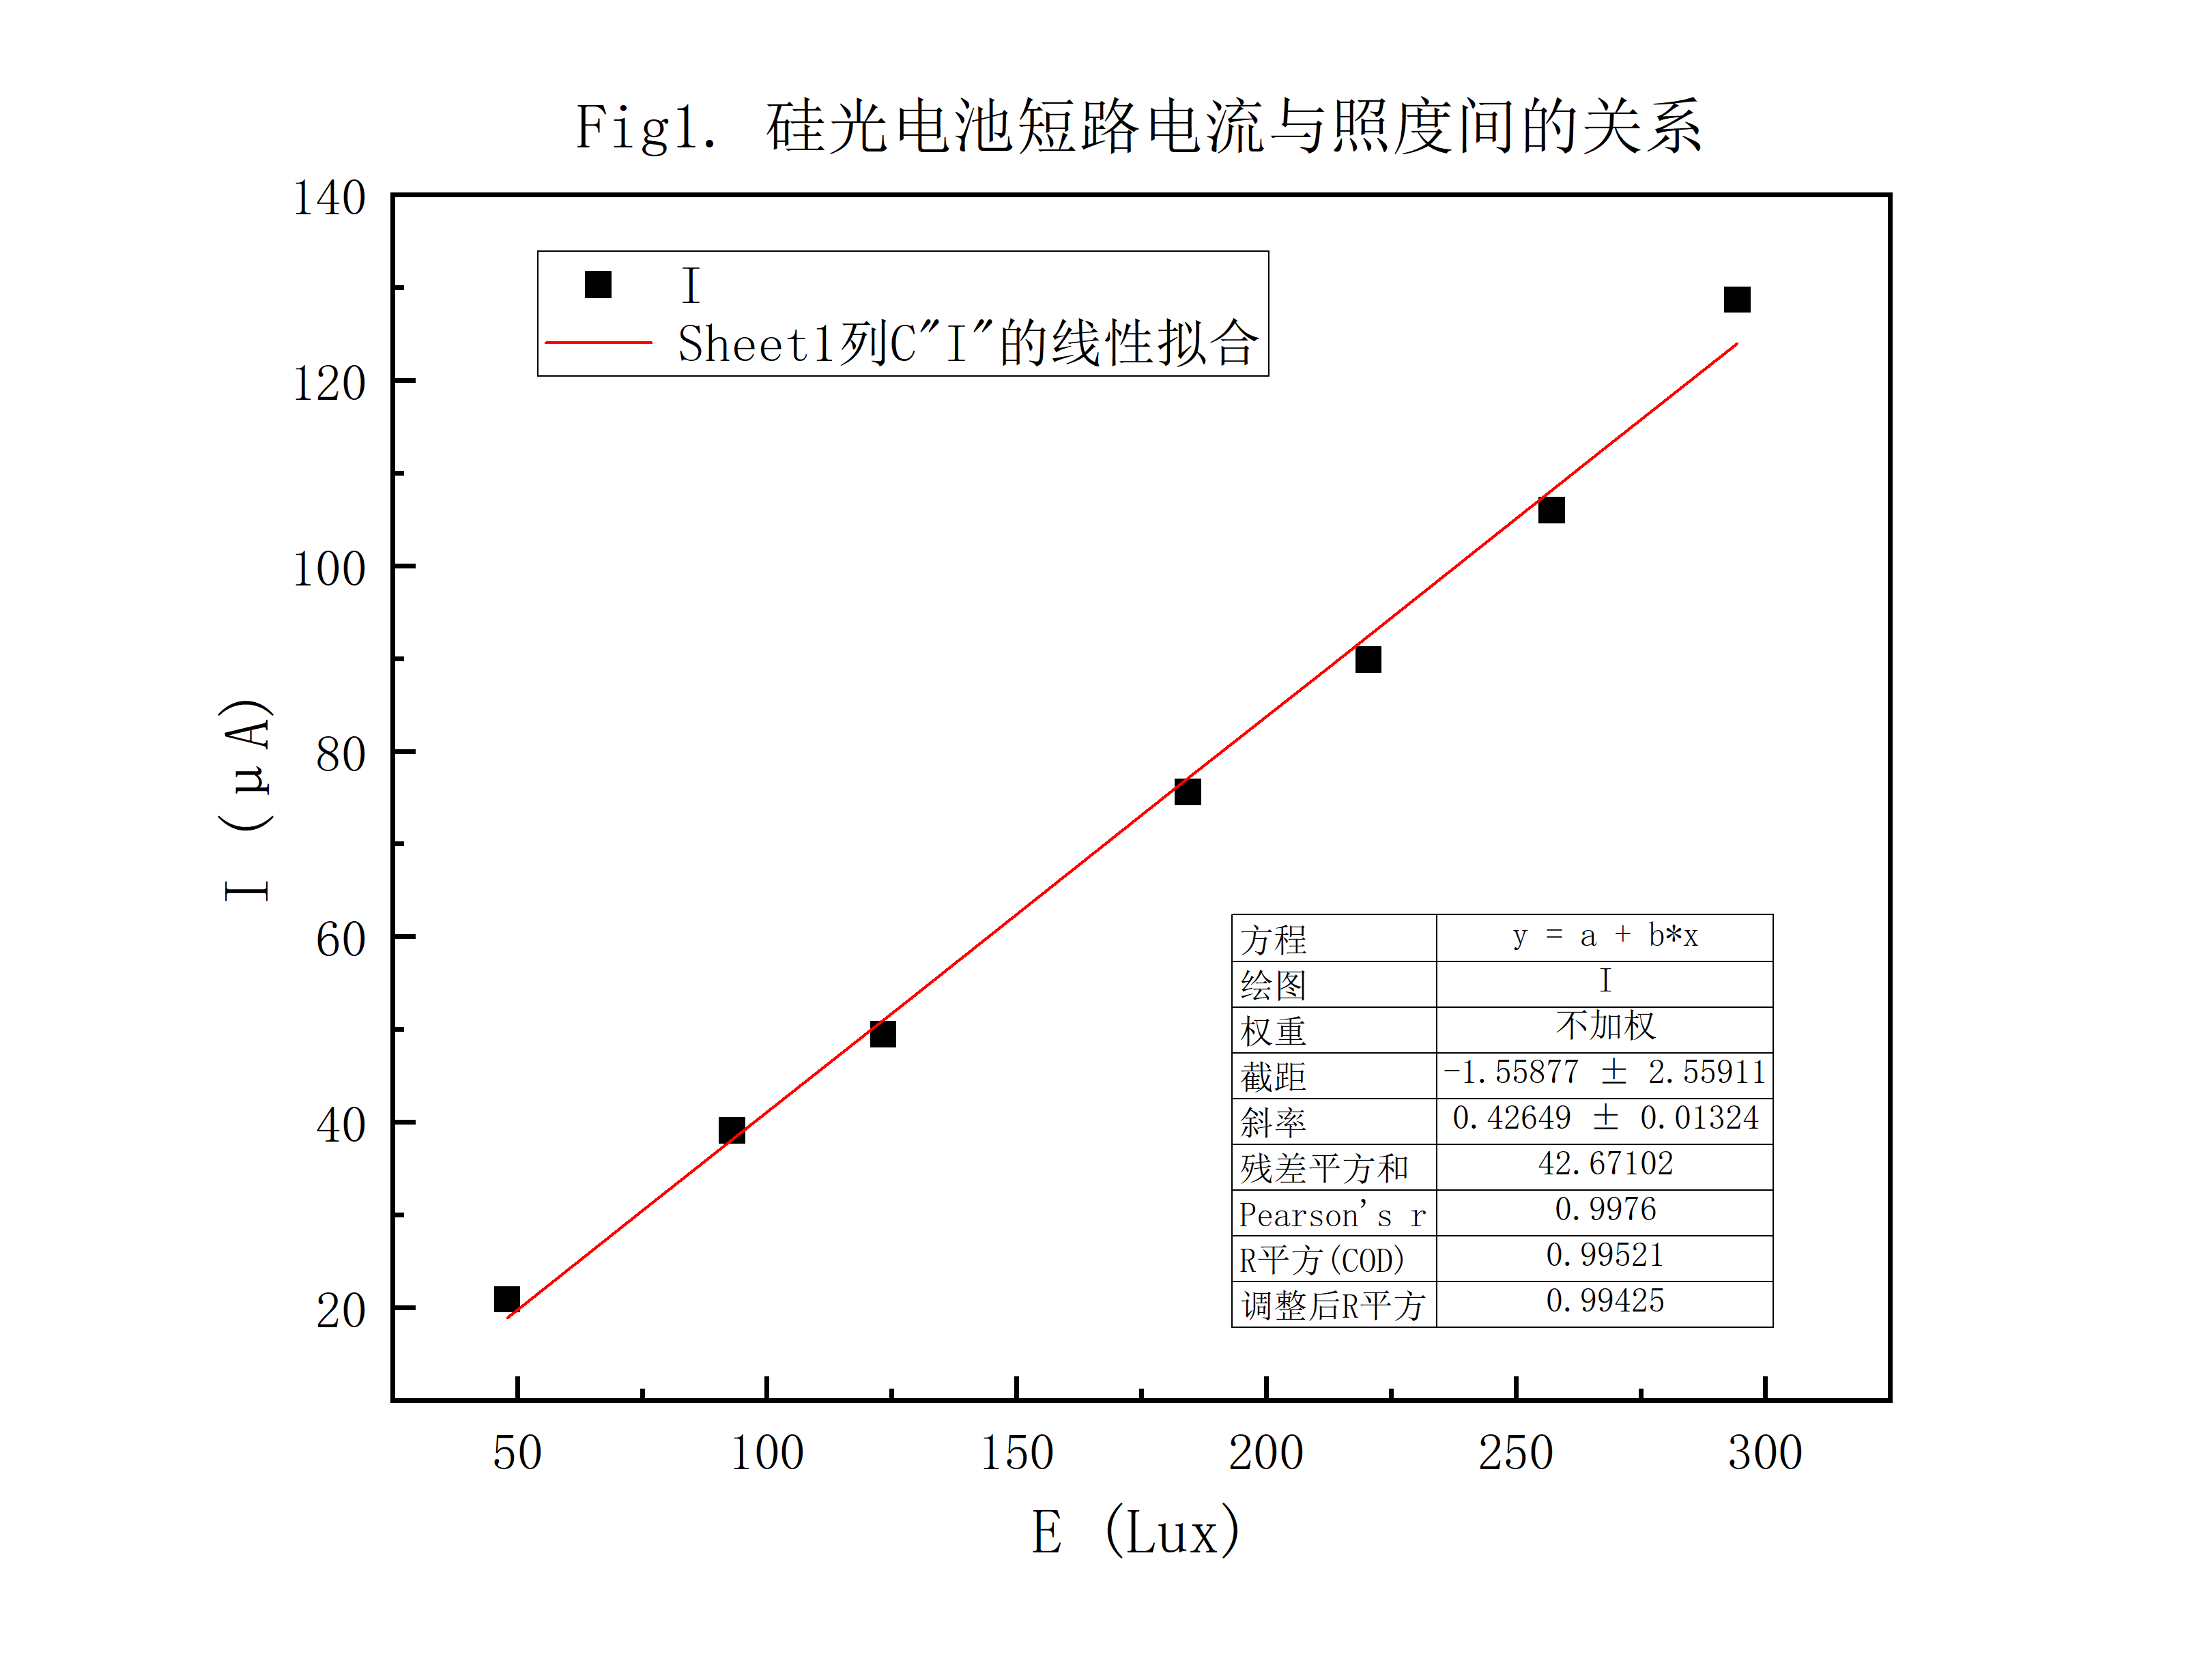 Fig1. 硅光电池短路电流与照度间的关系
140
120
100
80
60
40
20
I (μA)
I
Sheet1列C"I"的线性拟合
方程 y = a + b*x
绘图 I
权重 不加权
截距 -1.55877 ± 2.55911
斜率 0.42649 ± 0.01324
残差平方和 42.67102
Pearson's r 0.9976
R平方(COD) 0.99521
调整后R平方 0.99425
50 100 150 200 250 300
E (Lux)